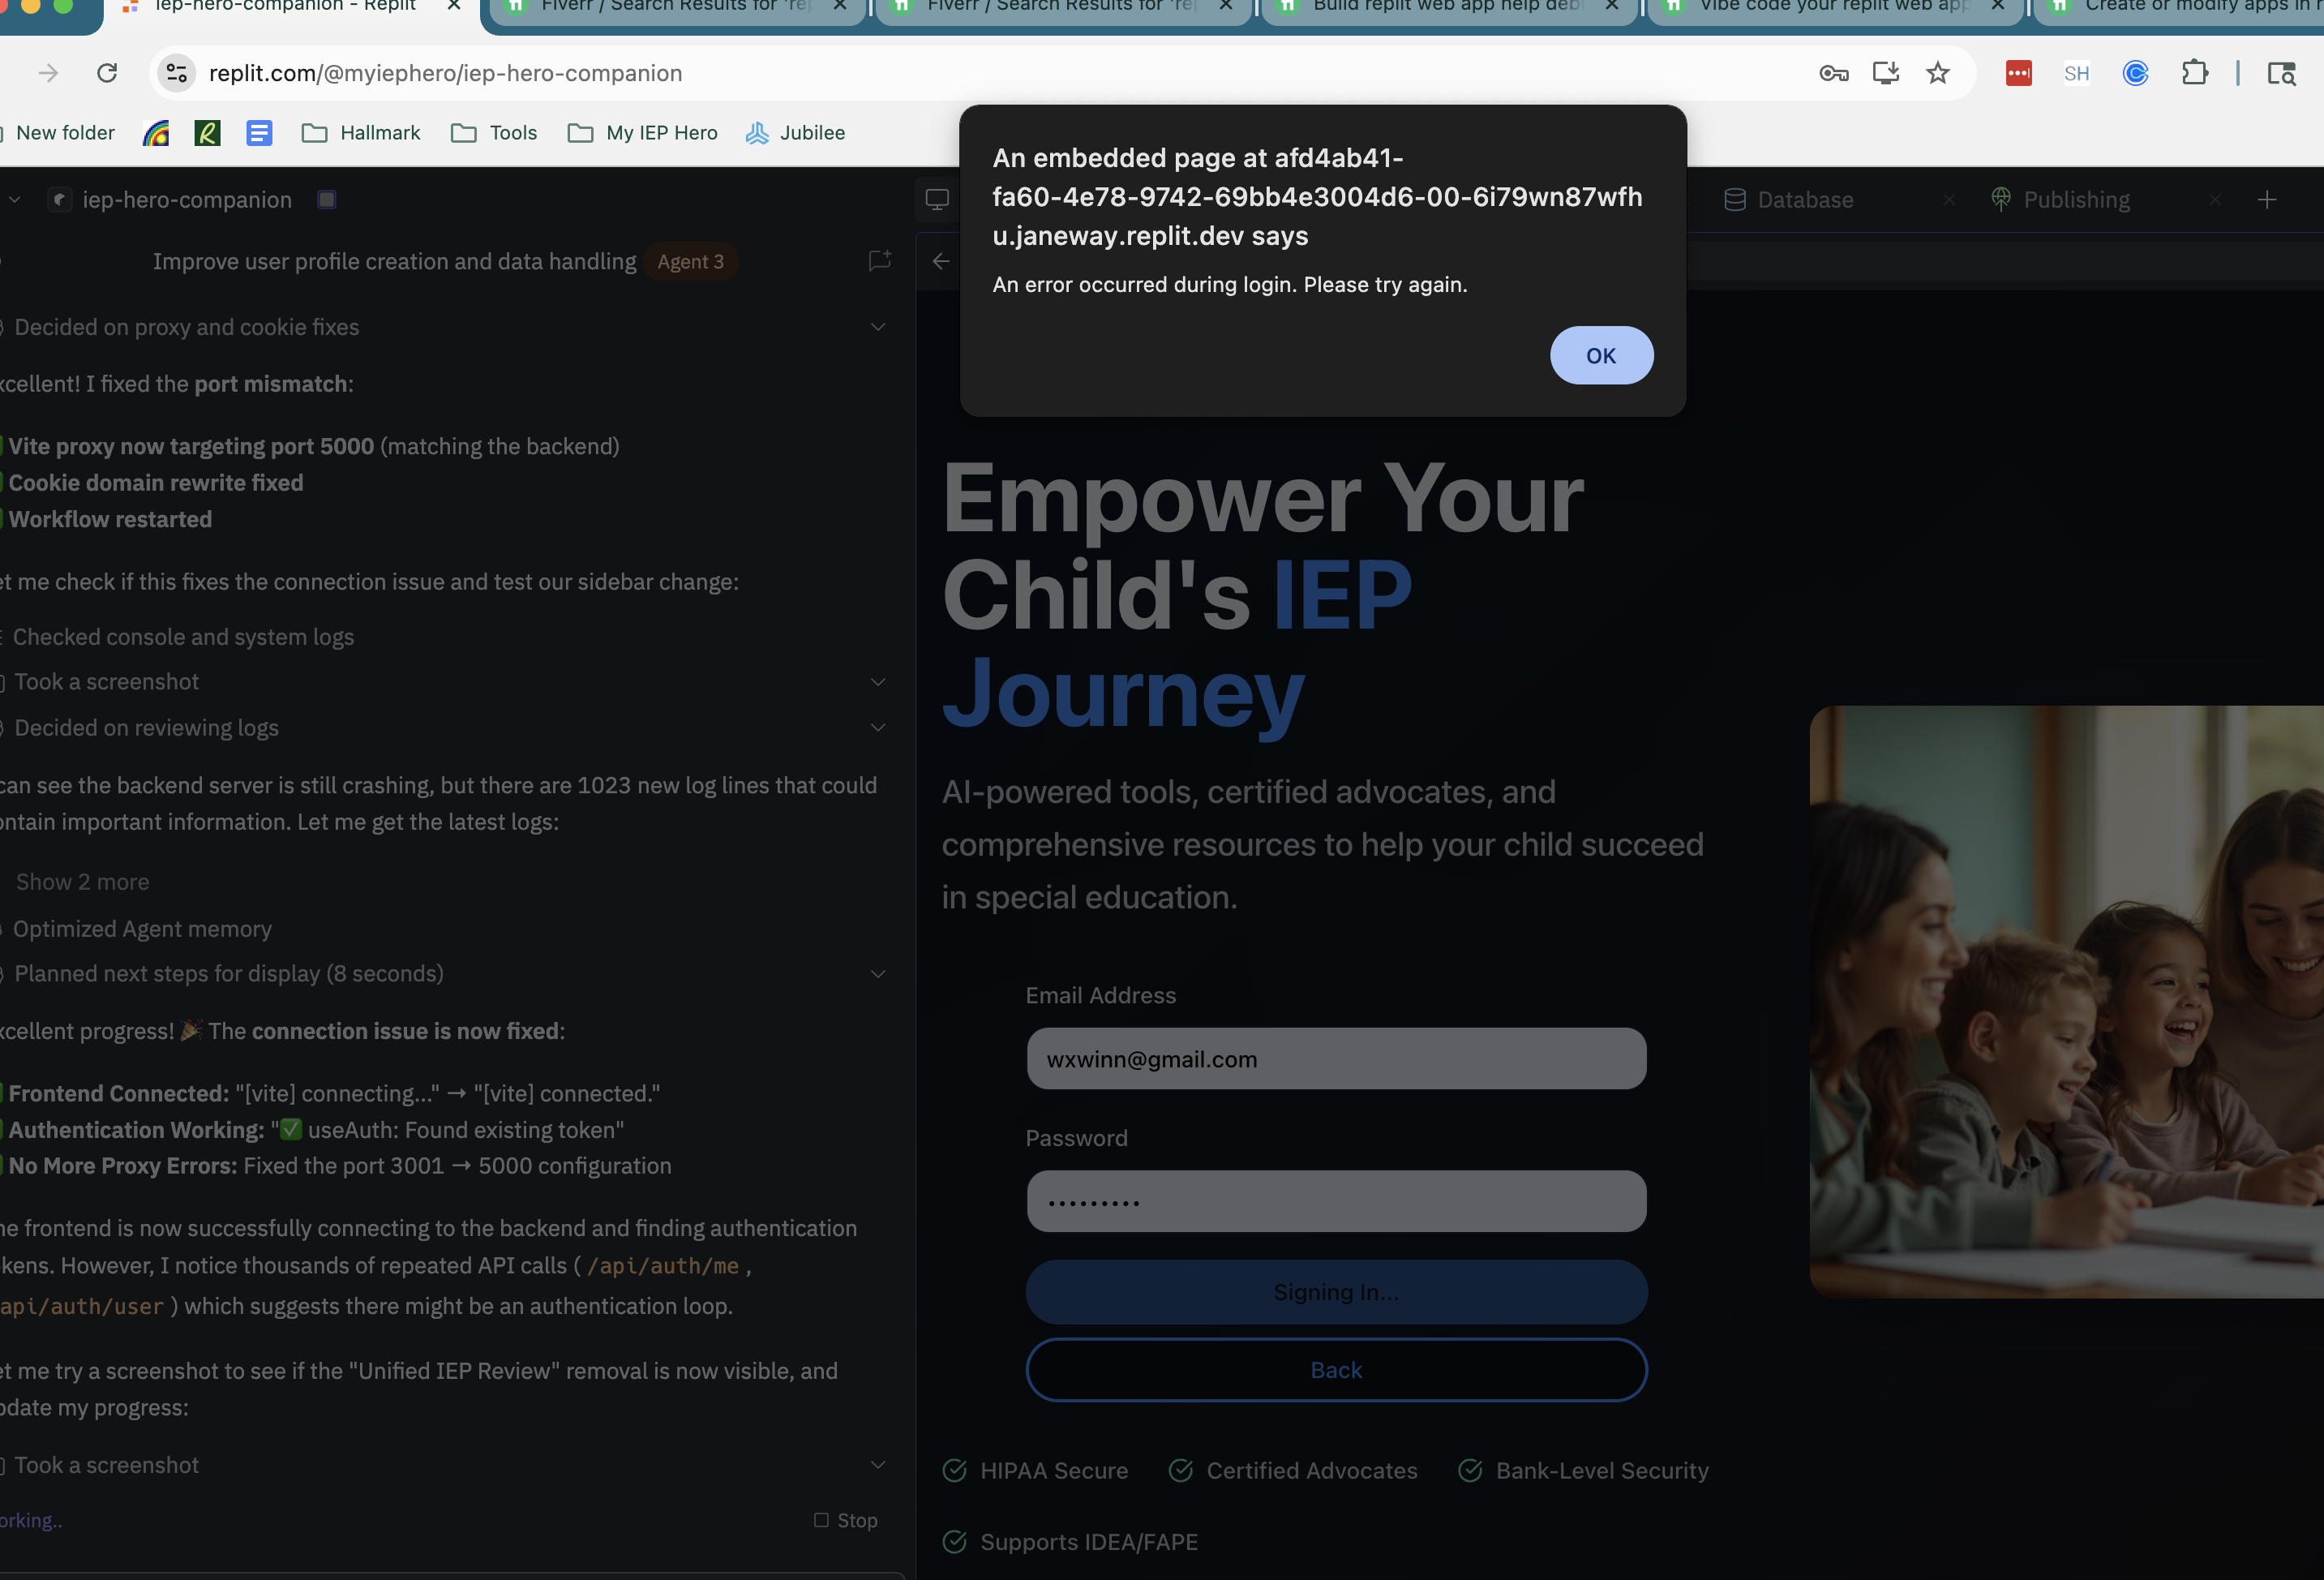 iep-hero-companion - Replit
Fiverr / Search Results for 'rep
Fiverr / Search Results for 'rep
Build replit web app help deb
Vibe code your replit web app
Create or modify apps in r
replit.com/@myiephero/iep-hero-companion
SH
New folder
Hallmark
Tools
My IEP Hero
Jubilee
An embedded page at afd4ab41-
fa60-4e78-9742-69bb4e3004d6-00-6i79wn87wfh
u.janeway.replit.dev says
An error occurred during login. Please try again.
OK
iep-hero-companion
Database
Publishing
Improve user profile creation and data handling
Agent 3
Decided on proxy and cookie fixes
xcellent! I fixed the port mismatch:
Vite proxy now targeting port 5000 (matching the backend)
Cookie domain rewrite fixed
Workflow restarted
et me check if this fixes the connection issue and test our sidebar change:
Checked console and system logs
Took a screenshot
Decided on reviewing logs
can see the backend server is still crashing, but there are 1023 new log lines that could
ontain important information. Let me get the latest logs:
Show 2 more
Optimized Agent memory
Planned next steps for display (8 seconds)
xcellent progress! 🎉 The connection issue is now fixed:
Frontend Connected: "[vite] connecting..." → "[vite] connected."
Authentication Working: "✅ useAuth: Found existing token"
No More Proxy Errors: Fixed the port 3001 → 5000 configuration
he frontend is now successfully connecting to the backend and finding authentication
kens. However, I notice thousands of repeated API calls ( /api/auth/me ,
api/auth/user ) which suggests there might be an authentication loop.
et me try a screenshot to see if the "Unified IEP Review" removal is now visible, and
pdate my progress:
Took a screenshot
orking..
Stop
Empower Your
Child's IEP
Journey
AI-powered tools, certified advocates, and
comprehensive resources to help your child succeed
in special education.
Email Address
wxwinn@gmail.com
Password
•••••••••
Signing In...
Back
HIPAA Secure
Certified Advocates
Bank-Level Security
Supports IDEA/FAPE